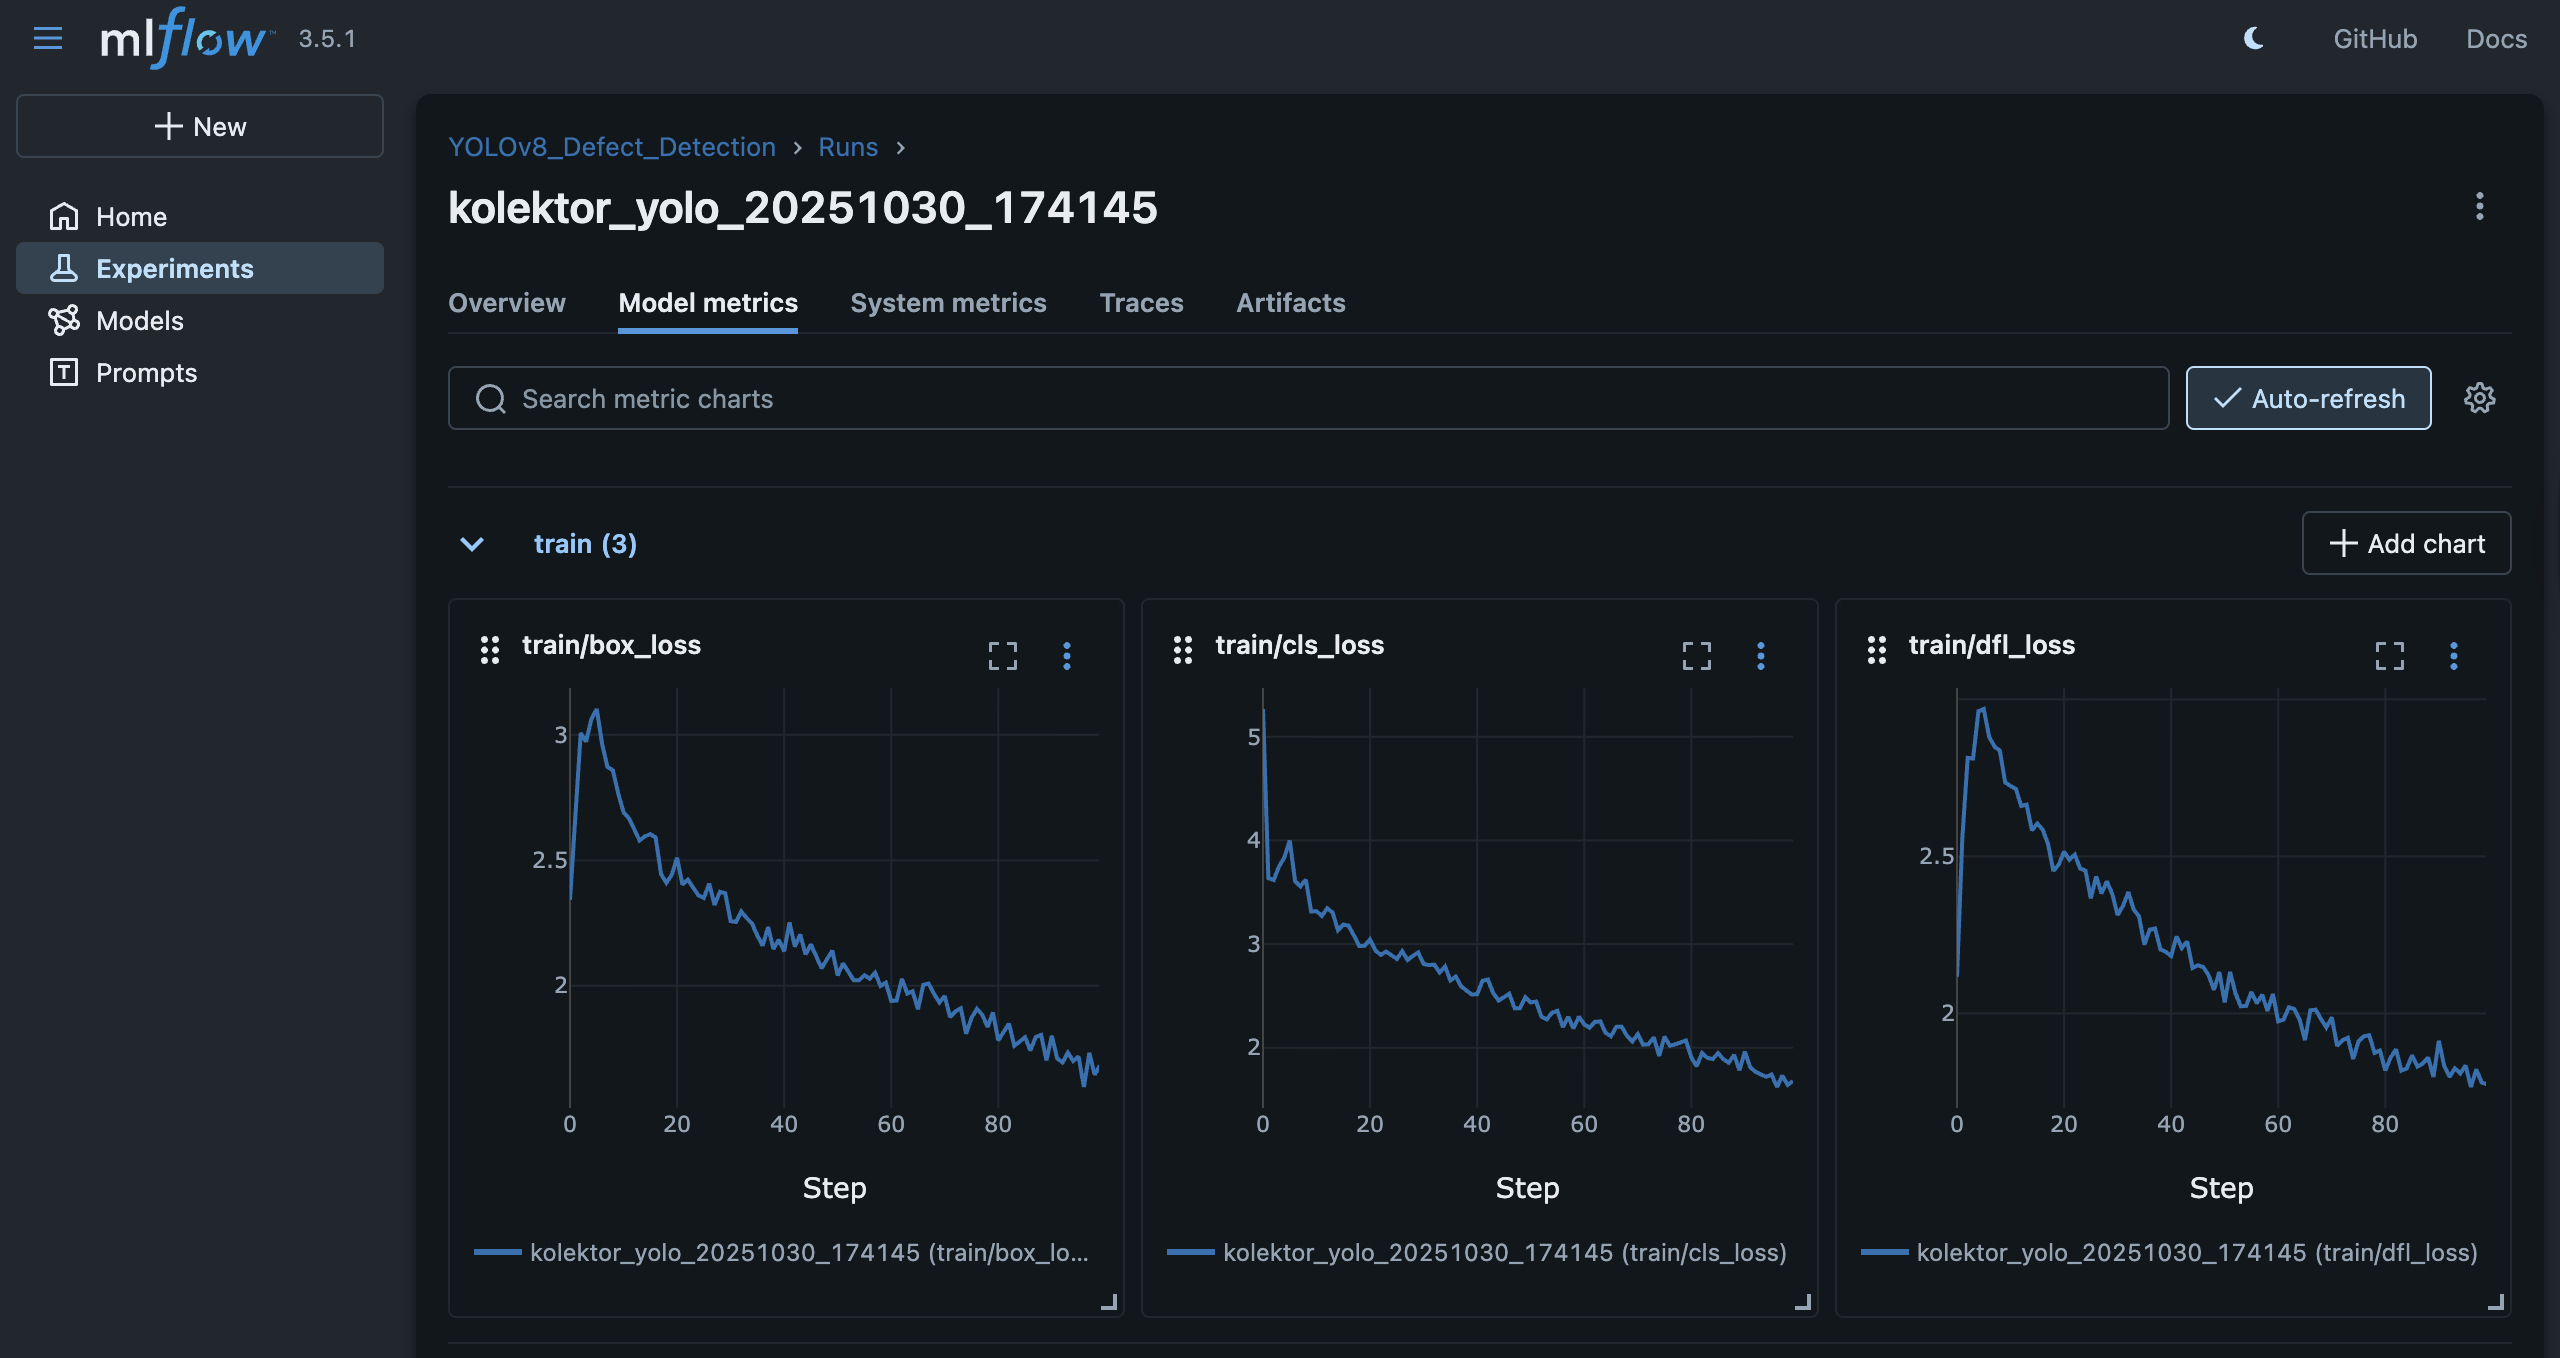 mlflow™ 3.5.1
GitHub
Docs
New
Home
Experiments
Models
Prompts
YOLOv8_Defect_Detection › Runs ›
kolektor_yolo_20251030_174145
Overview
Model metrics
System metrics
Traces
Artifacts
Search metric charts
Auto-refresh
train (3)
Add chart
train/box_loss
3
2.5
2
0 20 40 60 80
Step
kolektor_yolo_20251030_174145 (train/box_lo...
train/cls_loss
5
4
3
2
0 20 40 60 80
Step
kolektor_yolo_20251030_174145 (train/cls_loss)
train/dfl_loss
2.5
2
0 20 40 60 80
Step
kolektor_yolo_20251030_174145 (train/dfl_loss)